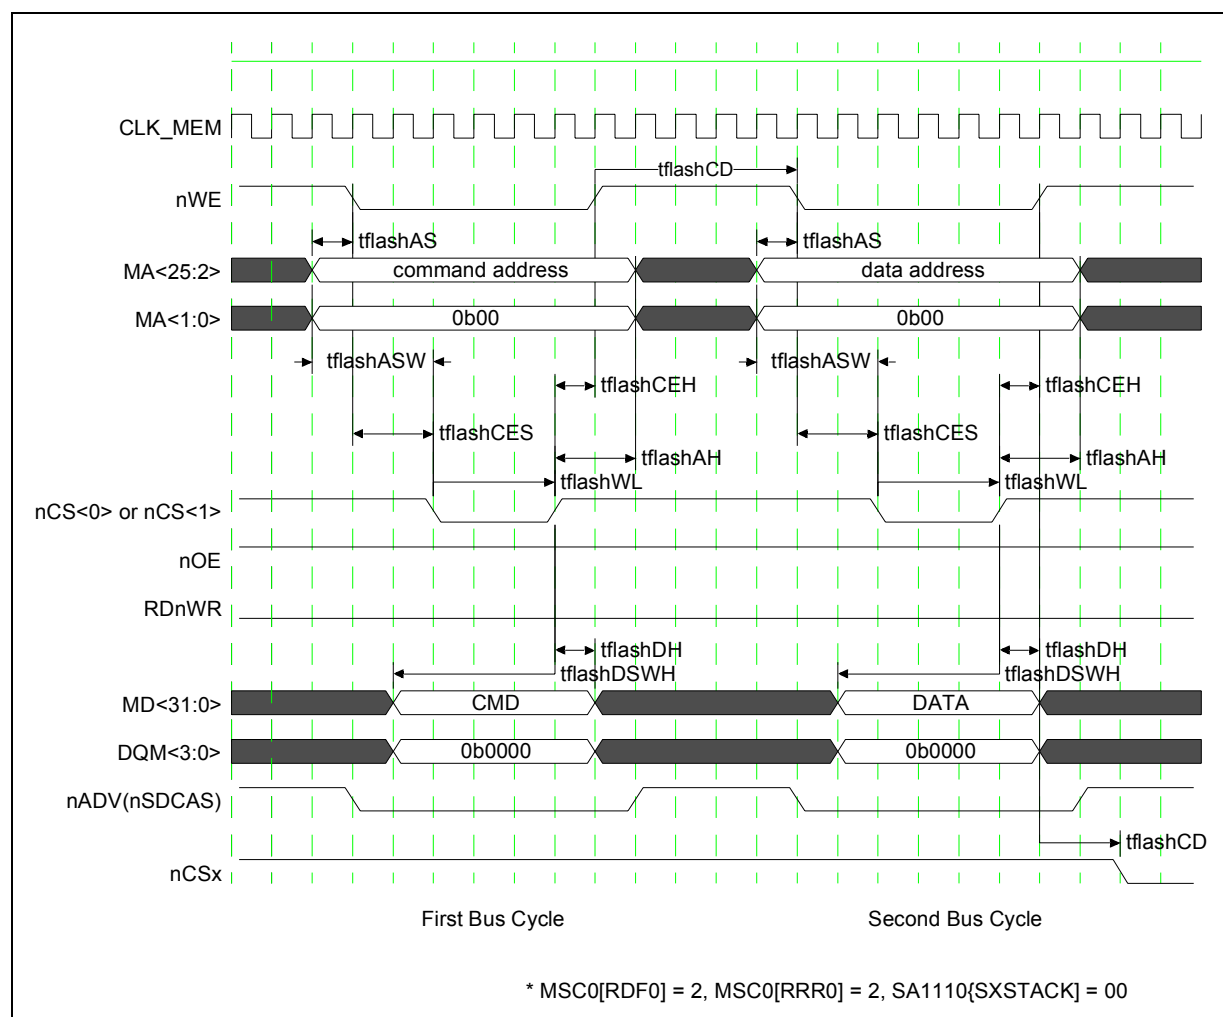 CLK_MEM
tflashCD
nWE
tflashAS tflashAS
MA<25:2> command address data address
MA<1:0> 0b00 0b00
tflashASW tflashASW
tflashCEH tflashCEH
tflashCES tflashCES
tflashAH tflashAH
tflashWL tflashWL
nCS<0> or nCS<1>
nOE
RDnWR
tflashDH tflashDH
tflashDSWH tflashDSWH
MD<31:0> CMD DATA
DQM<3:0> 0b0000 0b0000
nADV(nSDCAS)
tflashCD
nCSx
First Bus Cycle Second Bus Cycle
* MSC0[RDF0] = 2, MSC0[RRR0] = 2, SA1110{SXSTACK] = 00